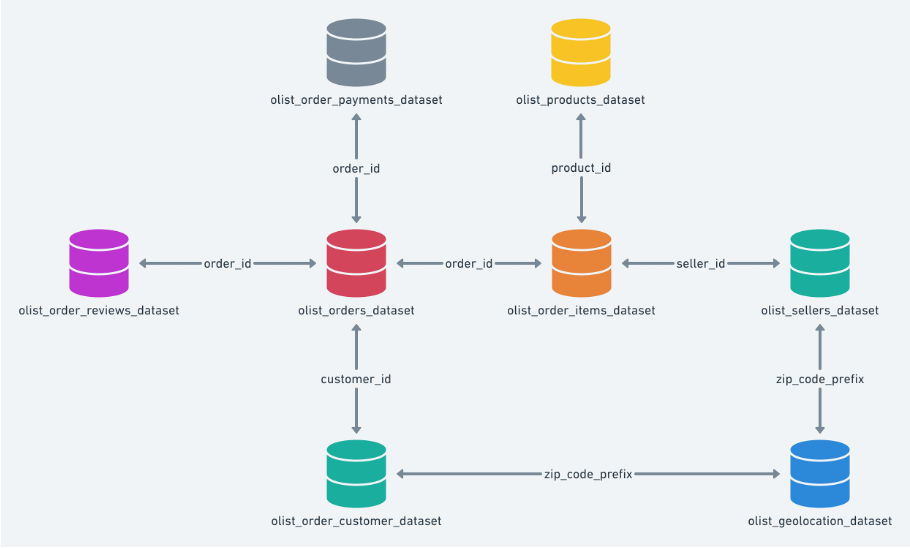 olist_order_payments_dataset
olist_products_dataset
order_id
product_id
order_id
order_id
seller_id
olist_order_reviews_dataset
olist_orders_dataset
olist_order_items_dataset
olist_sellers_dataset
customer_id
zip_code_prefix
zip_code_prefix
olist_order_customer_dataset
olist_geolocation_dataset